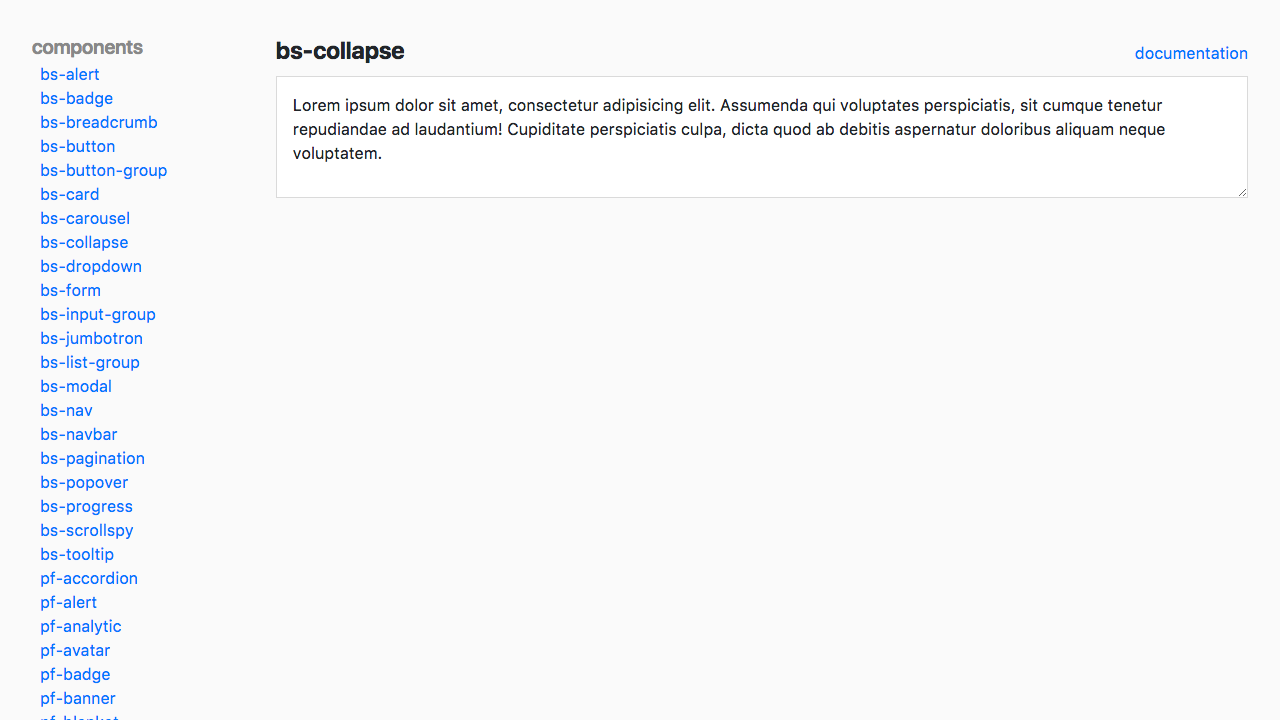 components
bs-alert
bs-badge
bs-breadcrumb
bs-button
bs-button-group
bs-card
bs-carousel
bs-collapse
bs-dropdown
bs-form
bs-input-group
bs-jumbotron
bs-list-group
bs-modal
bs-nav
bs-navbar
bs-pagination
bs-popover
bs-progress
bs-scrollspy
bs-tooltip
pf-accordion
pf-alert
pf-analytic
pf-avatar
pf-badge
pf-banner
pf-blanket
bs-collapse
documentation
Lorem ipsum dolor sit amet, consectetur adipisicing elit. Assumenda qui voluptates perspiciatis, sit cumque tenetur
repudiandae ad laudantium! Cupiditate perspiciatis culpa, dicta quod ab debitis aspernatur doloribus aliquam neque
voluptatem.